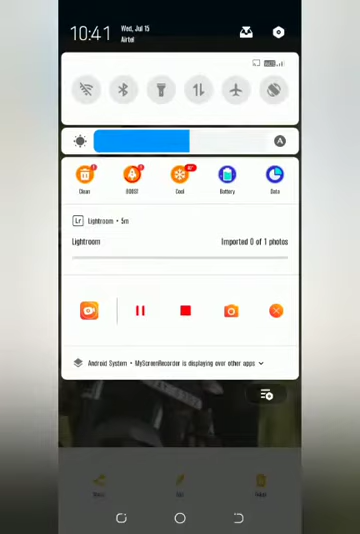 10:41
Wed, Jul 15
Airtel
A
Clean
BOOST
Cool
Battery
Data
Lr Lightroom • 5m
Lightroom
Imported 0 of 1 photos
Android System • MyScreenRecorder is displaying over other apps